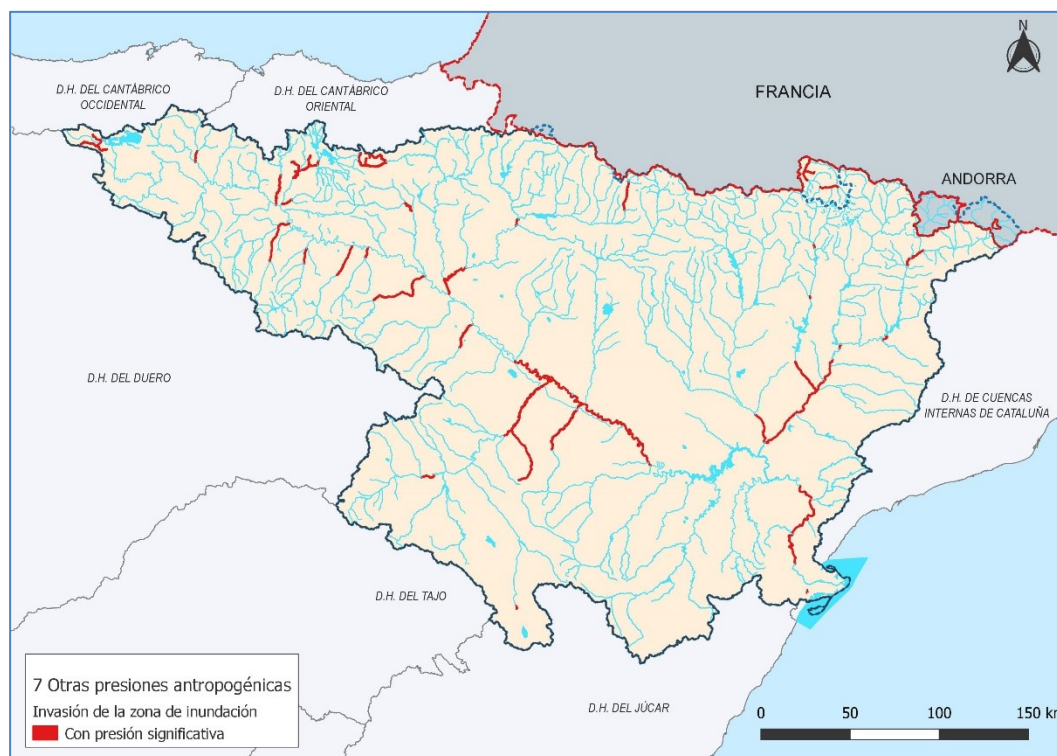 N
D.H. DEL CANTÁBRICO
OCCIDENTAL
D.H. DEL CANTÁBRICO
ORIENTAL
FRANCIA
ANDORRA
D.H. DEL DUERO
D.H. DE CUENCAS
INTERNAS DE CATALUÑA
D.H. DEL TAJO
D.H. DEL JÚCAR
7 Otras presiones antropogénicas
Invasión de la zona de inundación
Con presión significativa
0 50 100 150 km